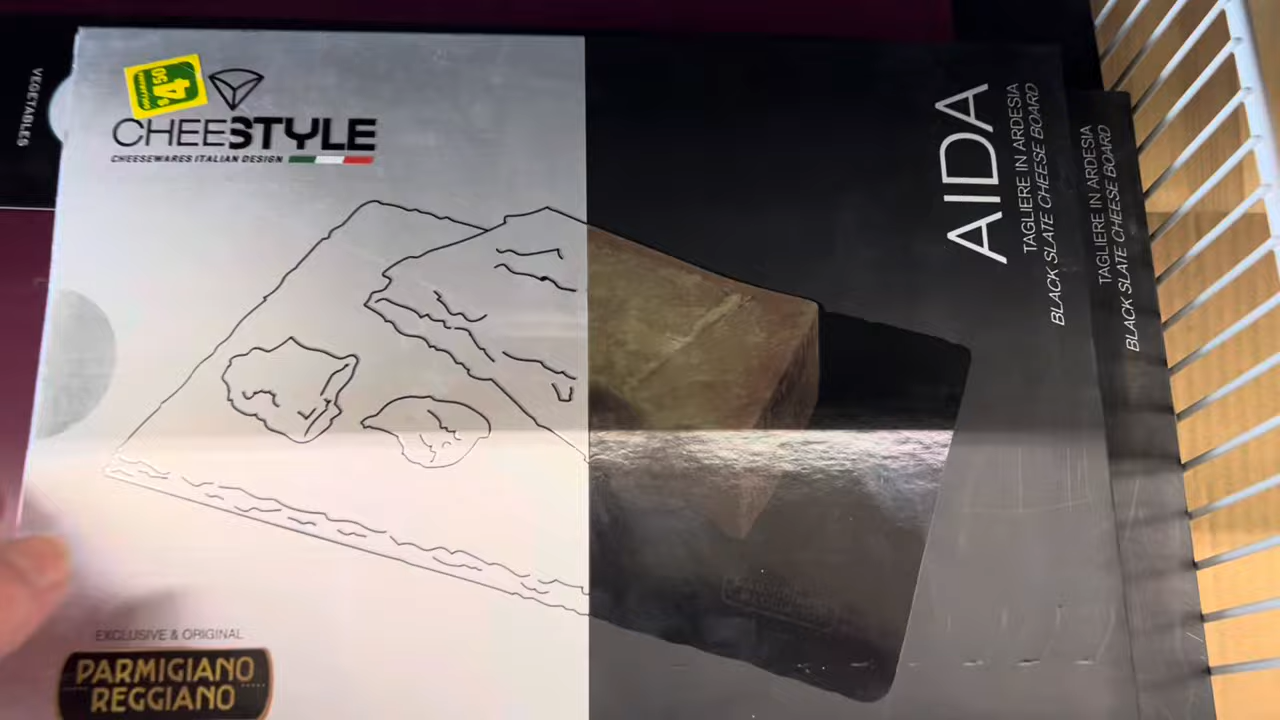 VEGETABLES
4,50
CHEESTYLE
CHEESEWARES ITALIAN DESIGN
AIDA
TAGLIERE IN ARDESIA
BLACK SLATE CHEESE BOARD
TAGLIERE IN ARDESIA
BLACK SLATE CHEESE BOARD
EXCLUSIVE & ORIGINAL
PARMIGIANO
REGGIANO